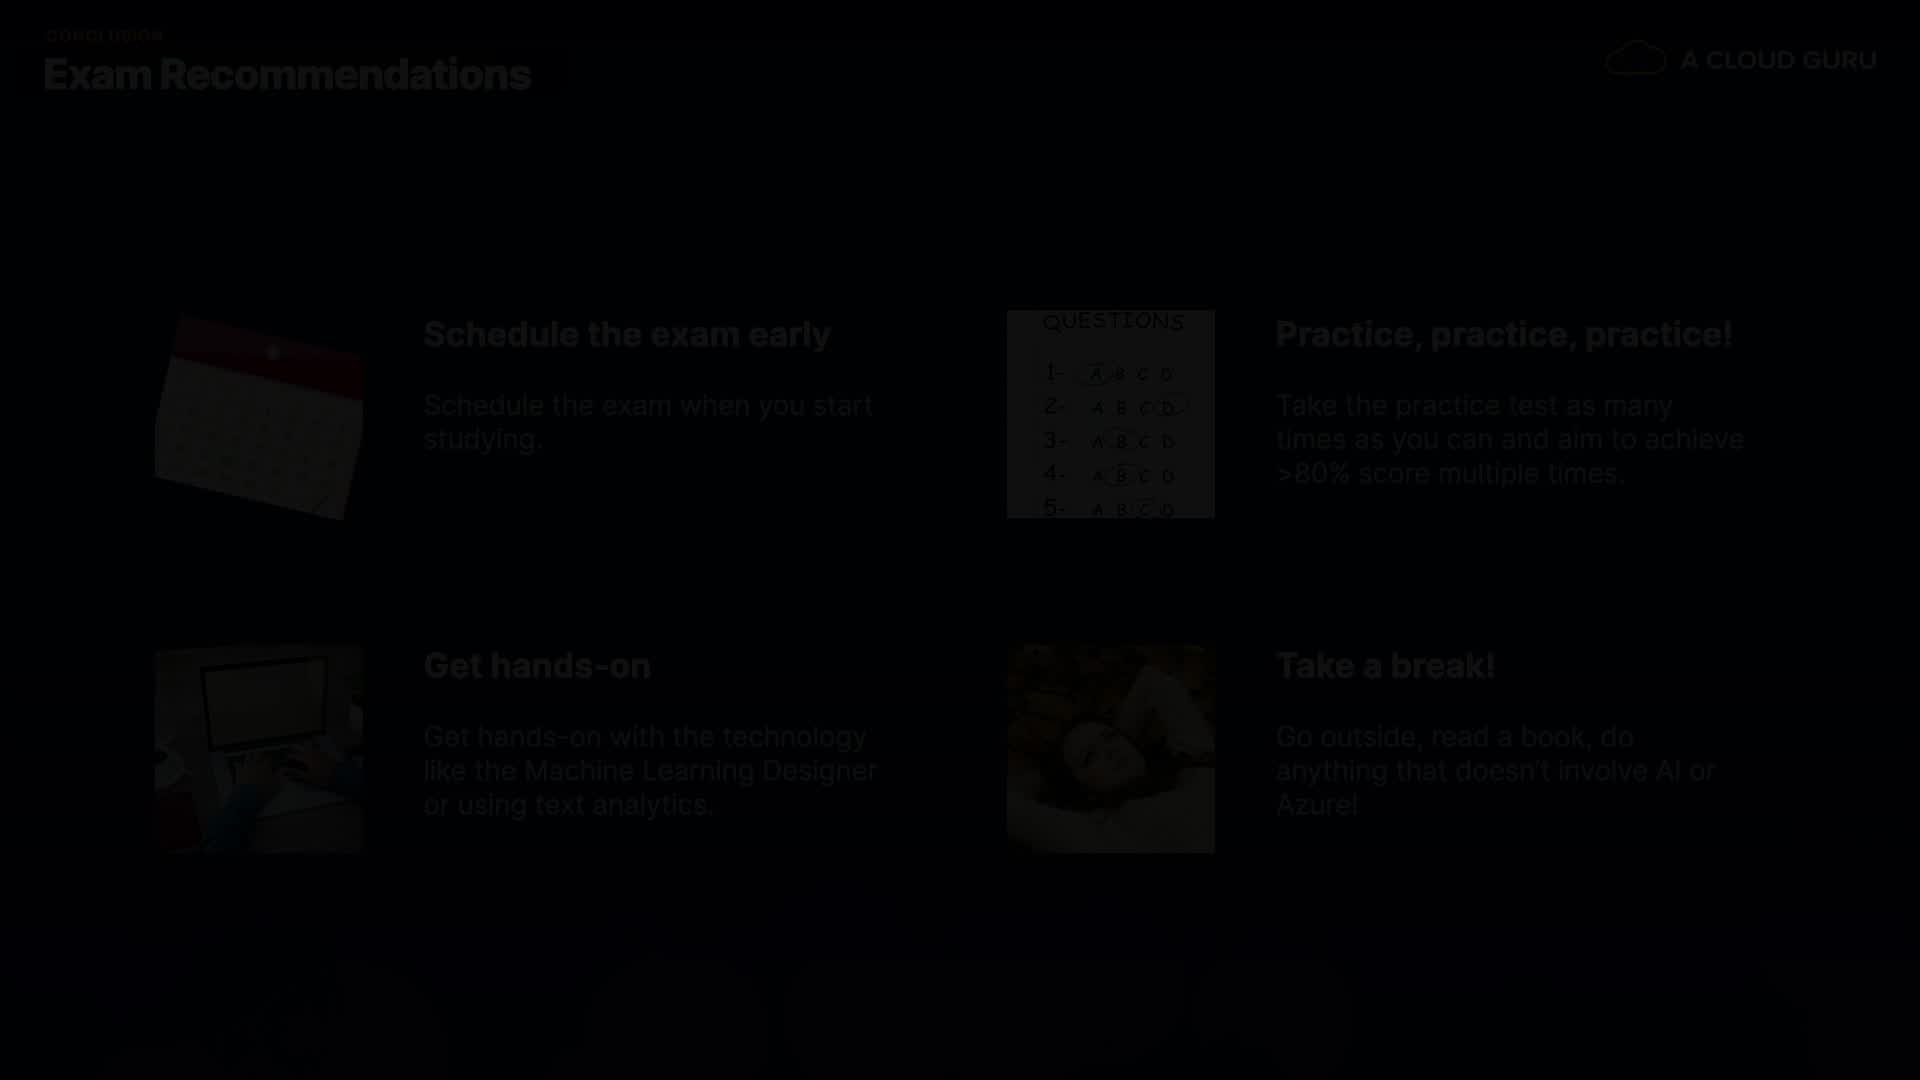 CONCLUSION
Exam Recommendations
A CLOUD GURU
Schedule the exam early
Schedule the exam when you start
studying.
QUESTIONS
1- A B C D
2- A B C D
3- A B C D
4- A B C D
5- A B C D
Practice, practice, practice!
Take the practice test as many
times as you can and aim to achieve
>80% score multiple times.
Get hands-on
Get hands-on with the technology
like the Machine Learning Designer
or using text analytics.
Take a break!
Go outside, read a book, do
anything that doesn't involve AI or
Azure!